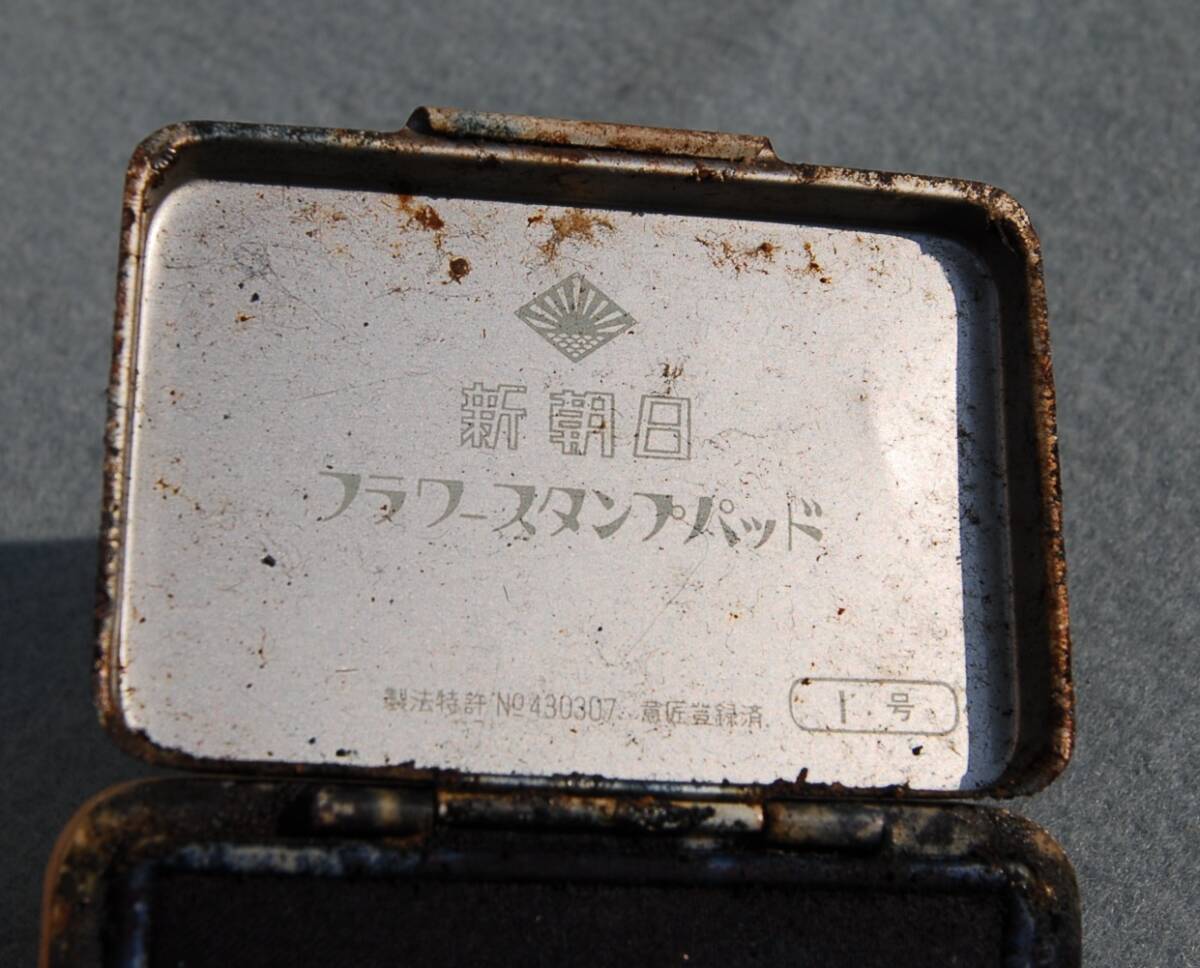 新朝日
フラワースタンプパッド
製法特許 No430307. 意匠登録済
1号